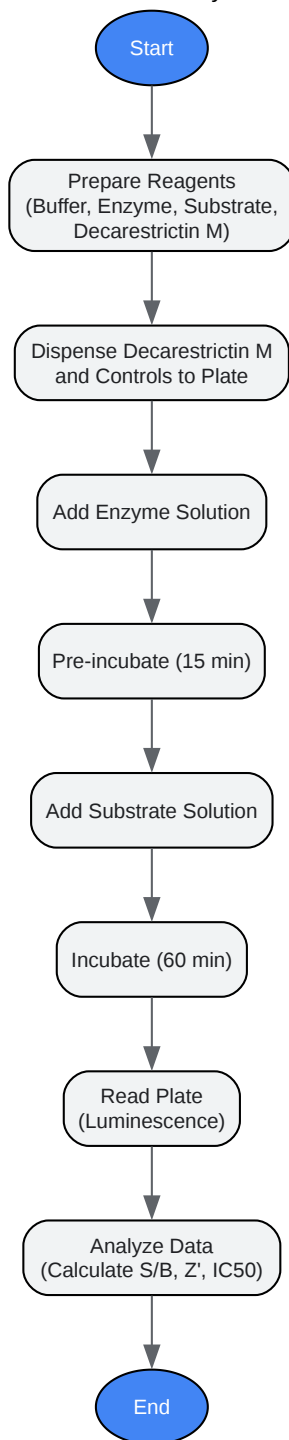 Start
Prepare Reagents
(Buffer, Enzyme, Substrate,
Decarestrictin M)
Dispense Decarestrictin M
and Controls to Plate
Add Enzyme Solution
Pre-incubate (15 min)
Add Substrate Solution
Incubate (60 min)
Read Plate
(Luminescence)
Analyze Data
(Calculate S/B, Z', IC50)
End